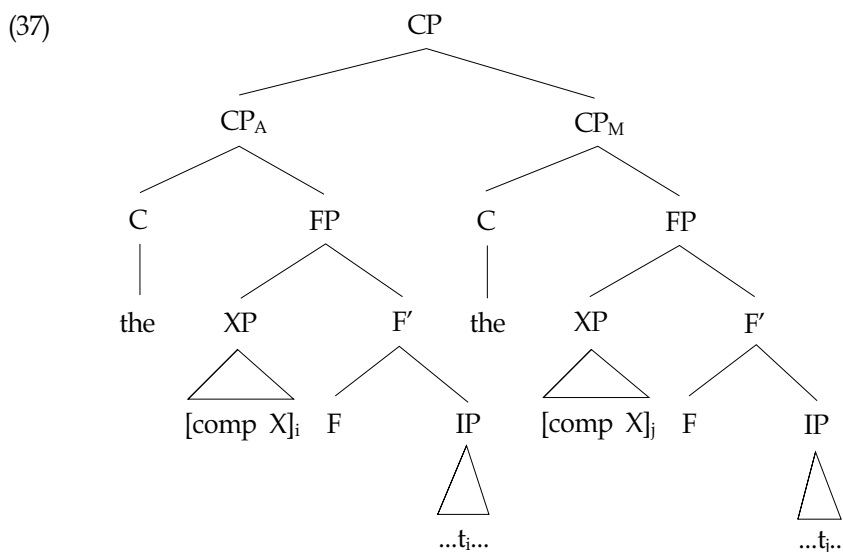 (37) CP
CP_A CP_M
C FP C FP
the XP F' the XP F'
[comp X]_i F IP [comp X]_j F IP
...t_i... ...t_j..